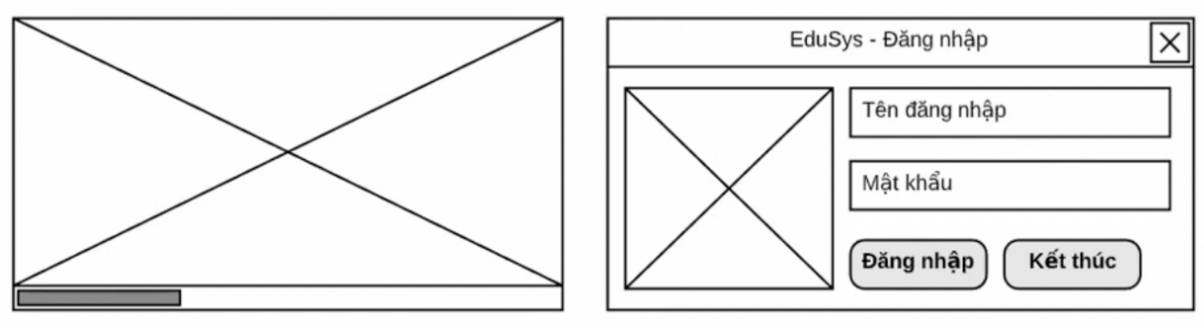 EduSys - Đăng nhập
Tên đăng nhập
Mật khẩu
Đăng nhập
Kết thúc